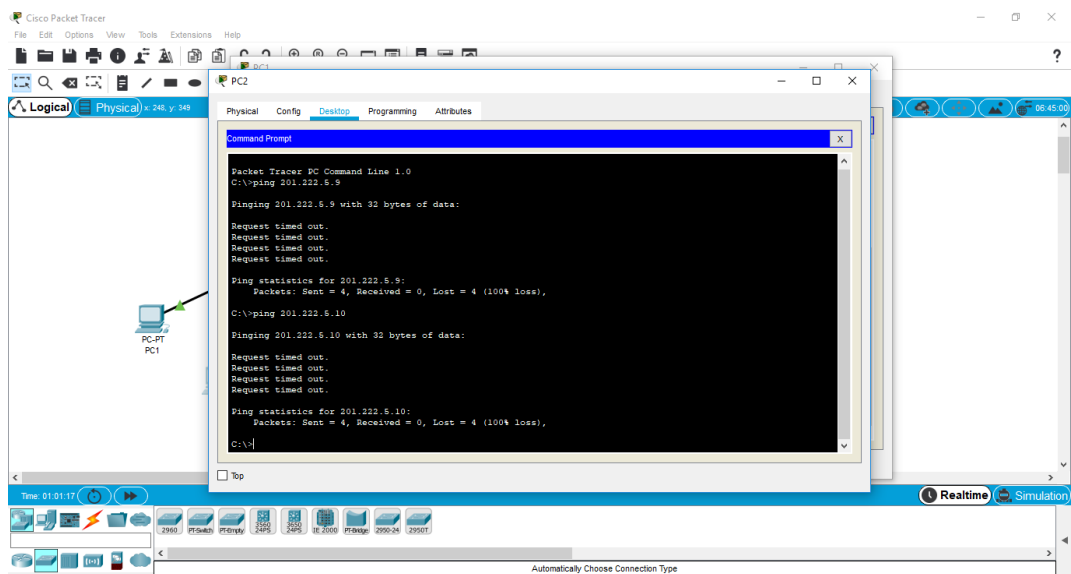 Cisco Packet Tracer
File Edit Options View Tools Extensions Help
?
PC1
PC2
Logical Physical x: 248, y: 349 06:45:00
Physical Config Desktop Programming Attributes
Command Prompt X
Packet Tracer PC Command Line 1.0
C:\>ping 201.222.5.9
Pinging 201.222.5.9 with 32 bytes of data:
Request timed out.
Request timed out.
Request timed out.
Request timed out.
Ping statistics for 201.222.5.9:
Packets: Sent = 4, Received = 0, Lost = 4 (100% loss),
C:\>ping 201.222.5.10
Pinging 201.222.5.10 with 32 bytes of data:
Request timed out.
Request timed out.
Request timed out.
Request timed out.
Ping statistics for 201.222.5.10:
Packets: Sent = 4, Received = 0, Lost = 4 (100% loss),
C:\>
PC-PT
PC1
Top
Time: 01:01:17 Realtime Simulation
2960 PT-Switch PT-Empty 3560 24PS 3650 24PS IE 2000 PT-Bridge 2950-24 2950T
Automatically Choose Connection Type